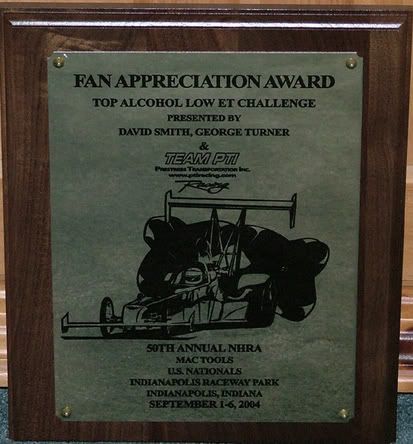 FAN APPRECIATION AWARD
TOP ALCOHOL LOW ET CHALLENGE
PRESENTED BY
DAVID SMITH, GEORGE TURNER
&
TEAM PTI
PRESTRESS TRANSPORTATION INC.
www.ptiracing.com
Racing
50TH ANNUAL NHRA
MAC TOOLS
U.S. NATIONALS
INDIANAPOLIS RACEWAY PARK
INDIANAPOLIS, INDIANA
SEPTEMBER 1-6, 2004